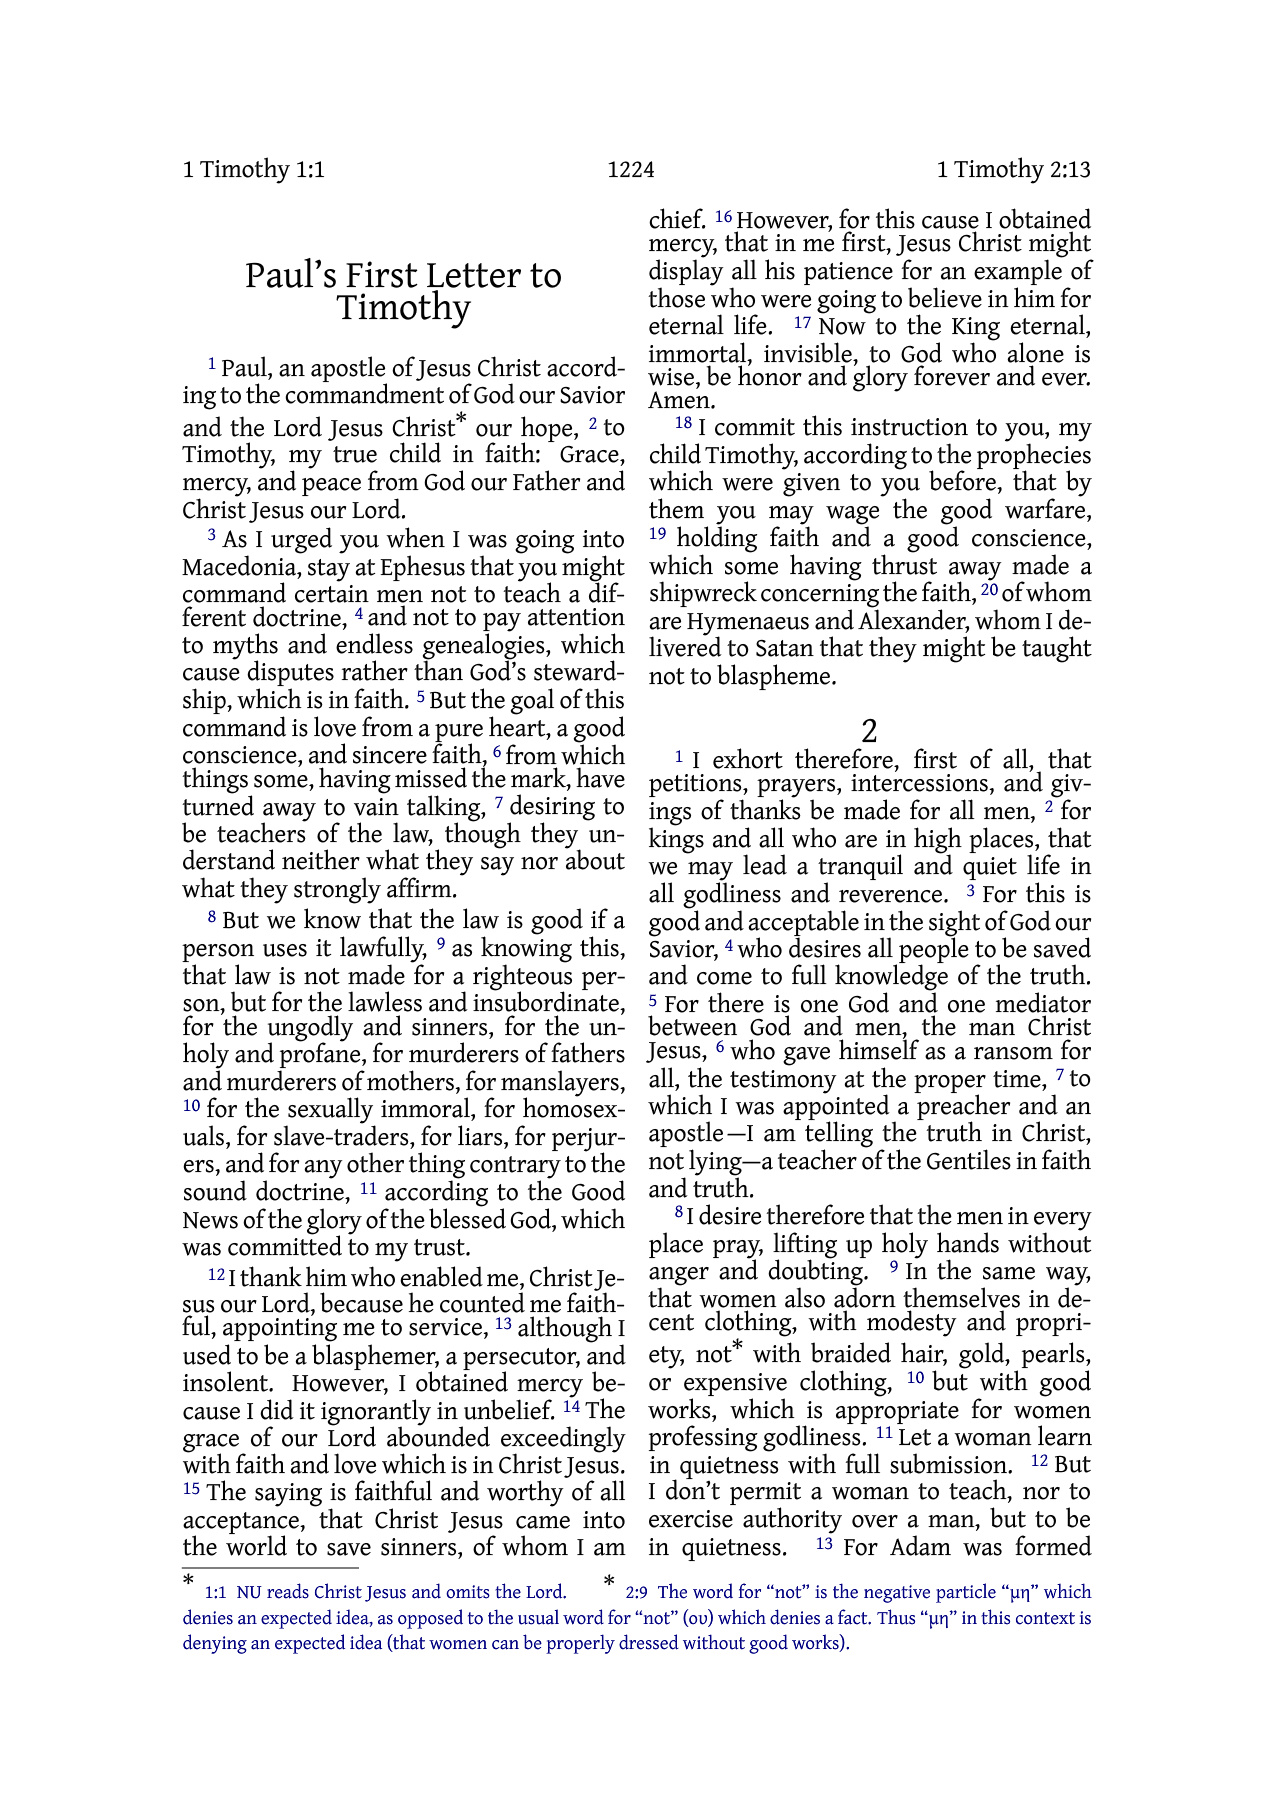 1 Timothy 1:1 1224 1 Timothy 2:13
Paul’s First Letter to
Timothy
1 Paul, an apostle of Jesus Christ accord-
ing to the commandment of God our Savior
and the Lord Jesus Christ* our hope, 2 to
Timothy, my true child in faith: Grace,
mercy, and peace from God our Father and
Christ Jesus our Lord.
3 As I urged you when I was going into
Macedonia, stay at Ephesus that you might
command certain men not to teach a dif-
ferent doctrine, 4 and not to pay attention
to myths and endless genealogies, which
cause disputes rather than God’s steward-
ship, which is in faith. 5 But the goal of this
command is love from a pure heart, a good
conscience, and sincere faith, 6 from which
things some, having missed the mark, have
turned away to vain talking, 7 desiring to
be teachers of the law, though they un-
derstand neither what they say nor about
what they strongly affirm.
8 But we know that the law is good if a
person uses it lawfully, 9 as knowing this,
that law is not made for a righteous per-
son, but for the lawless and insubordinate,
for the ungodly and sinners, for the un-
holy and profane, for murderers of fathers
and murderers of mothers, for manslayers,
10 for the sexually immoral, for homosex-
uals, for slave-traders, for liars, for perjur-
ers, and for any other thing contrary to the
sound doctrine, 11 according to the Good
News of the glory of the blessed God, which
was committed to my trust.
12 I thank him who enabled me, Christ Je-
sus our Lord, because he counted me faith-
ful, appointing me to service, 13 although I
used to be a blasphemer, a persecutor, and
insolent. However, I obtained mercy be-
cause I did it ignorantly in unbelief. 14 The
grace of our Lord abounded exceedingly
with faith and love which is in Christ Jesus.
15 The saying is faithful and worthy of all
acceptance, that Christ Jesus came into
the world to save sinners, of whom I am
chief. 16 However, for this cause I obtained
mercy, that in me first, Jesus Christ might
display all his patience for an example of
those who were going to believe in him for
eternal life. 17 Now to the King eternal,
immortal, invisible, to God who alone is
wise, be honor and glory forever and ever.
Amen.
18 I commit this instruction to you, my
child Timothy, according to the prophecies
which were given to you before, that by
them you may wage the good warfare,
19 holding faith and a good conscience,
which some having thrust away made a
shipwreck concerning the faith, 20 of whom
are Hymenaeus and Alexander, whom I de-
livered to Satan that they might be taught
not to blaspheme.
2
1 I exhort therefore, first of all, that
petitions, prayers, intercessions, and giv-
ings of thanks be made for all men, 2 for
kings and all who are in high places, that
we may lead a tranquil and quiet life in
all godliness and reverence. 3 For this is
good and acceptable in the sight of God our
Savior, 4 who desires all people to be saved
and come to full knowledge of the truth.
5 For there is one God and one mediator
between God and men, the man Christ
Jesus, 6 who gave himself as a ransom for
all, the testimony at the proper time, 7 to
which I was appointed a preacher and an
apostle—I am telling the truth in Christ,
not lying—a teacher of the Gentiles in faith
and truth.
8 I desire therefore that the men in every
place pray, lifting up holy hands without
anger and doubting. 9 In the same way,
that women also adorn themselves in de-
cent clothing, with modesty and propri-
ety, not* with braided hair, gold, pearls,
or expensive clothing, 10 but with good
works, which is appropriate for women
professing godliness. 11 Let a woman learn
in quietness with full submission. 12 But
I don’t permit a woman to teach, nor to
exercise authority over a man, but to be
in quietness. 13 For Adam was formed
* 1:1 NU reads Christ Jesus and omits the Lord. * 2:9 The word for “not” is the negative particle “μη” which
denies an expected idea, as opposed to the usual word for “not” (ου) which denies a fact. Thus “μη” in this context is
denying an expected idea (that women can be properly dressed without good works).